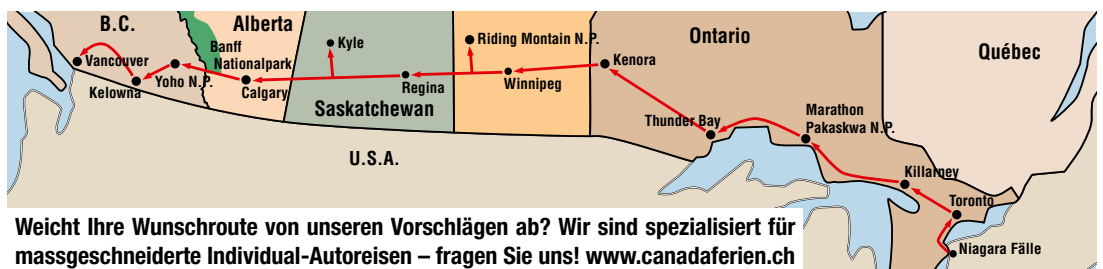 B.C.
Alberta
Ontario
Québec
Vancouver
Kelowna
Yoho N.P.
Banff
Nationalpark
Calgary
Kyle
Regina
Saskatchewan
Riding Montain N.P.
Winnipeg
Kenora
Thunder Bay
Marathon
Pakaskwa N.P.
Killarney
Toronto
Niagara Fälle
U.S.A.
Weicht Ihre Wunschroute von unseren Vorschlägen ab? Wir sind spezialisiert für
massgeschneiderte Individual-Autoreisen – fragen Sie uns! www.canadaferien.ch